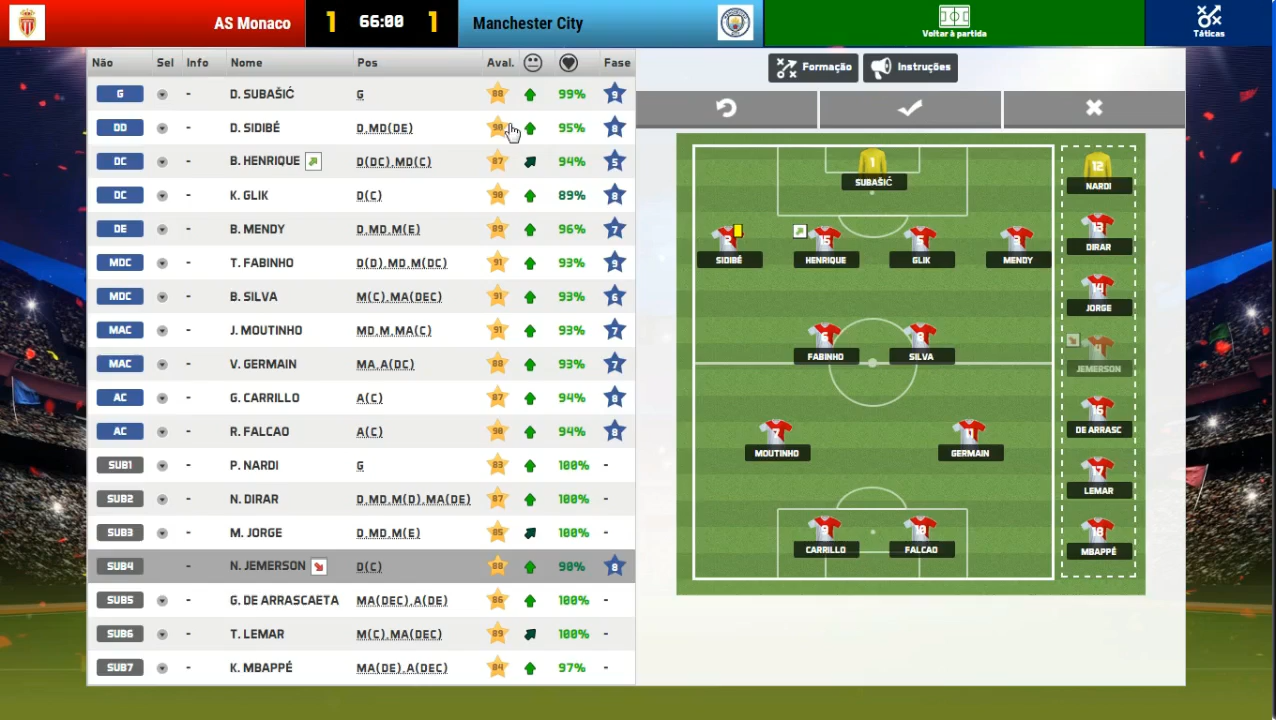 AS Monaco 1 66:00 1 Manchester City Voltar à partida Táticas
Não Sel Info Nome Pos Aval. Fase
Formação Instruções
G - D. SUBAŠIĆ G 88 99% 9
DD - D. SIDIBÉ D,MD(DE) 90 95% 8
DC - B. HENRIQUE D(DC),MD(C) 87 94% 5
DC - K. GLIK D(C) 90 89% 8
DE - B. MENDY D,MD,M(E) 89 96% 7
MDC - T. FABINHO D(D),MD,M(DC) 91 93% 9
MDC - B. SILVA M(C),MA(DEC) 91 93% 6
MAC - J. MOUTINHO MD,M,MA(C) 91 93% 7
MAC - V. GERMAIN MA,A(DC) 88 93% 7
AC - G. CARRILLO A(C) 87 94% 8
AC - R. FALCAO A(C) 90 94% 8
SUB1 - P. NARDI G 83 100% -
SUB2 - N. DIRAR D,MD,M(D),MA(DE) 87 100% -
SUB3 - M. JORGE D,MD,M(E) 85 100% -
SUB4 - N. JEMERSON D(C) 88 90% 8
SUB5 - G. DE ARRASCAETA MA(DEC),A(DE) 86 100% -
SUB6 - T. LEMAR M(C),MA(DEC) 89 100% -
SUB7 - K. MBAPPÉ MA(DE),A(DEC) 84 97% -
1
SUBAŠIĆ
12
NARDI
SIDIBÉ HENRIQUE GLIK MENDY
13
DIRAR
14
JORGE
FABINHO SILVA
JEMERSON
16
DE ARRASC
MOUTINHO GERMAIN
17
LEMAR
CARRILLO FALCAO
18
MBAPPÉ